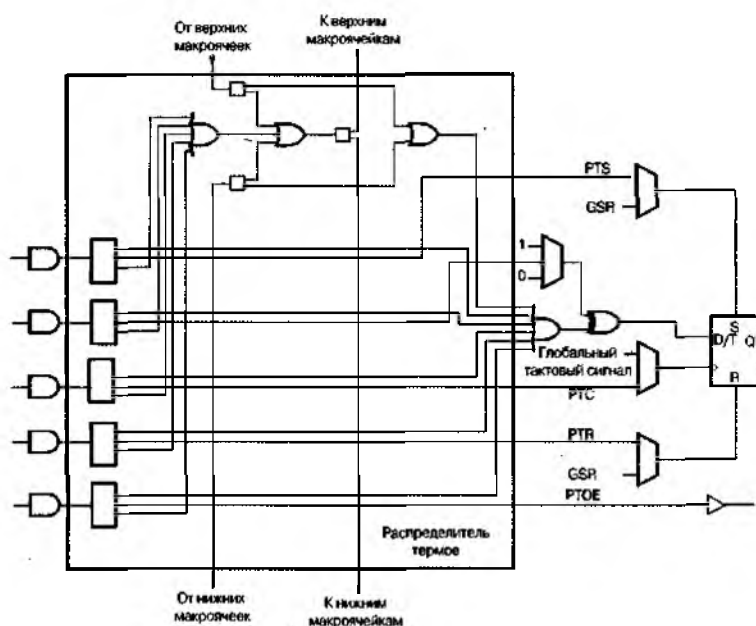 От верхних
макроячеек
К верхним
макроячейкам
PTS
GSR
1
0
Глобальный
тактовый сигнал
PTC
S
D/T Q
R
PTR
GSR
PTOE
Распределитель
термое
От нижних
макроячеек
К нижним
макроячейкам